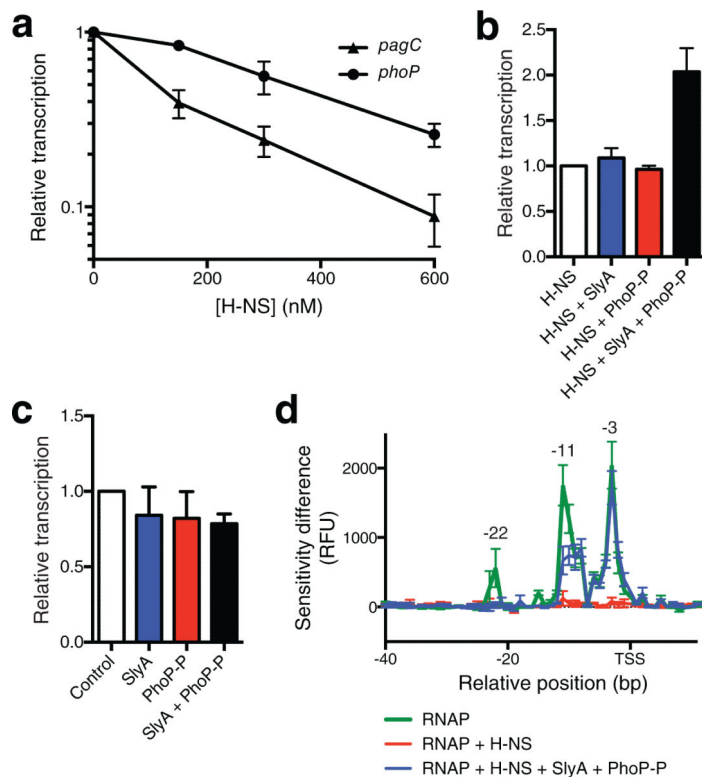 a
Relative transcription
1
0.1
0
200
400
600
[H-NS] (nM)
pagC
phoP
b
Relative transcription
2.5
2.0
1.5
1.0
0.5
0.0
H-NS
H-NS + SlyA
H-NS + PhoP-P
H-NS + SlyA + PhoP-P
c
Relative transcription
1.5
1.0
0.5
0.0
Control
SlyA
PhoP-P
SlyA + PhoP-P
d
Sensitivity difference
(RFU)
2000
1000
0
-22
-11
-3
-40
-20
TSS
Relative position (bp)
RNAP
RNAP + H-NS
RNAP + H-NS + SlyA + PhoP-P